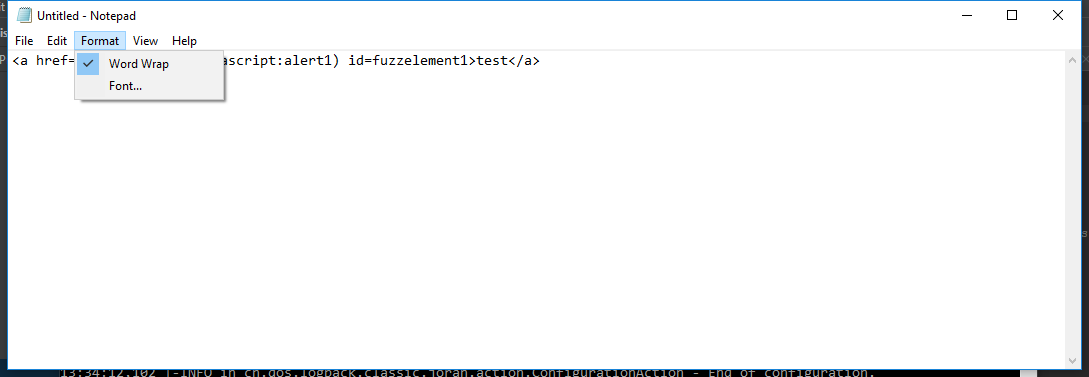 Untitled - Notepad
File Edit Format View Help
<a href= ascript:alert1) id=fuzzelement1>test</a>
Word Wrap
Font...
13:34:12,102 |-INFO in ch.qos.logback.classic.joran.action.ConfigurationAction - End of configuration.